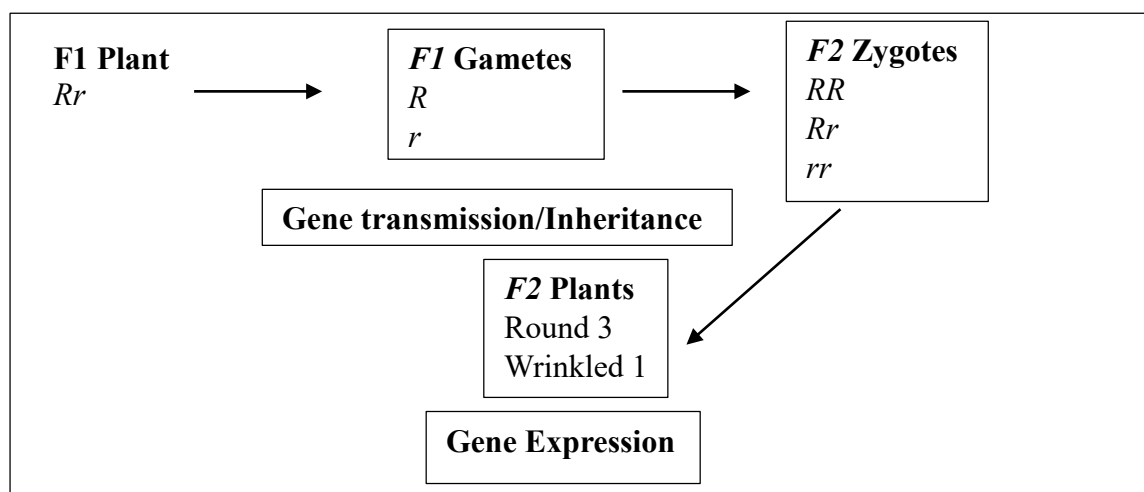 F1 Plant
Rr
F1 Gametes
R
r
F2 Zygotes
RR
Rr
rr
Gene transmission/Inheritance
F2 Plants
Round 3
Wrinkled 1
Gene Expression